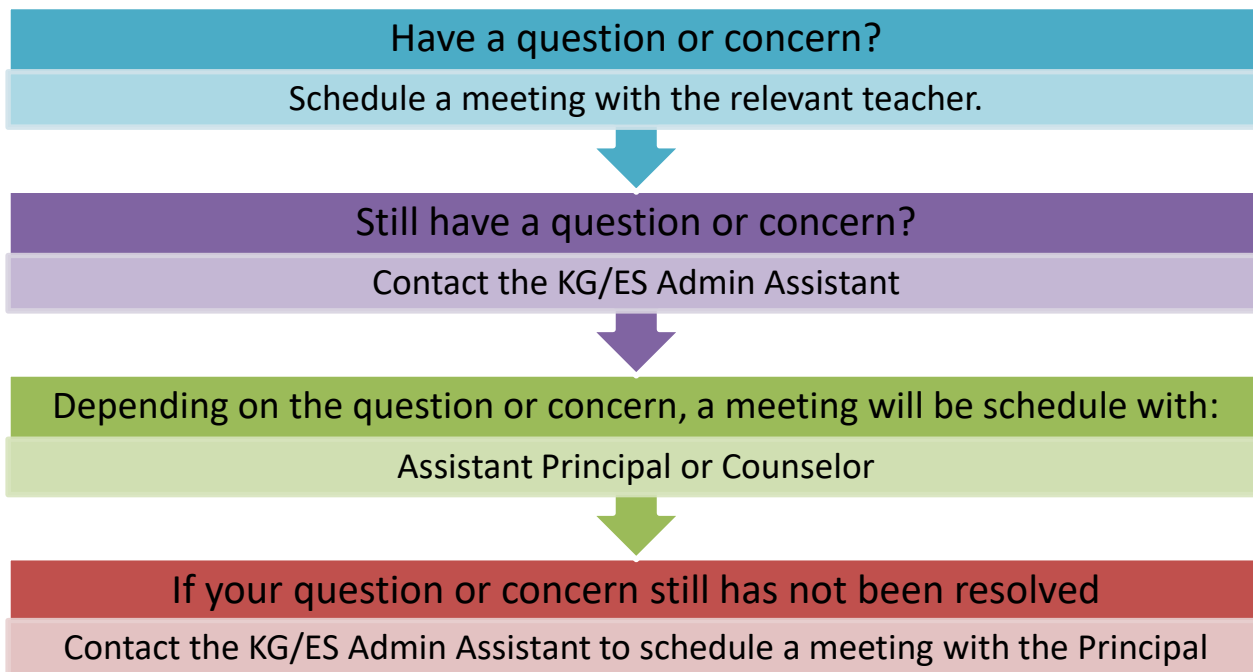 Have a question or concern?
Schedule a meeting with the relevant teacher.
Still have a question or concern?
Contact the KG/ES Admin Assistant
Depending on the question or concern, a meeting will be schedule with:
Assistant Principal or Counselor
If your question or concern still has not been resolved
Contact the KG/ES Admin Assistant to schedule a meeting with the Principal